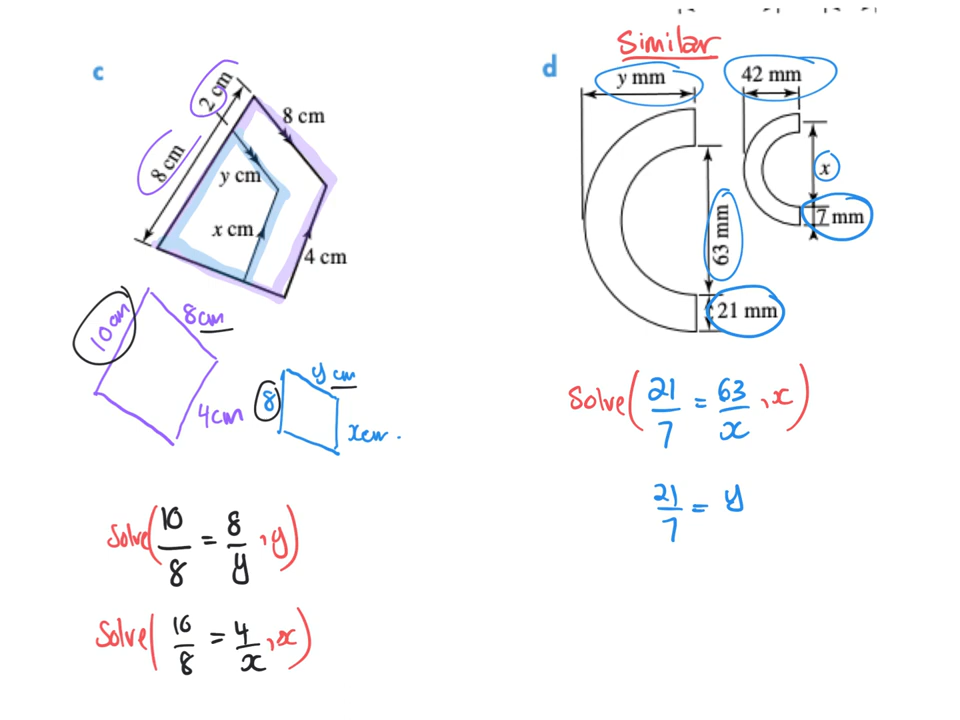 Similar
c
d
2 cm
8 cm
8 cm
y cm
x cm
4 cm
y mm
42 mm
63 mm
x
7 mm
21 mm
10 cm
8 cm
4 cm
8
y cm
x cm.
Solve( 21/7 = 63/x , x)
21/7 = y
Solve( 10/8 = 8/y , y)
Solve( 10/8 = 4/x , x)